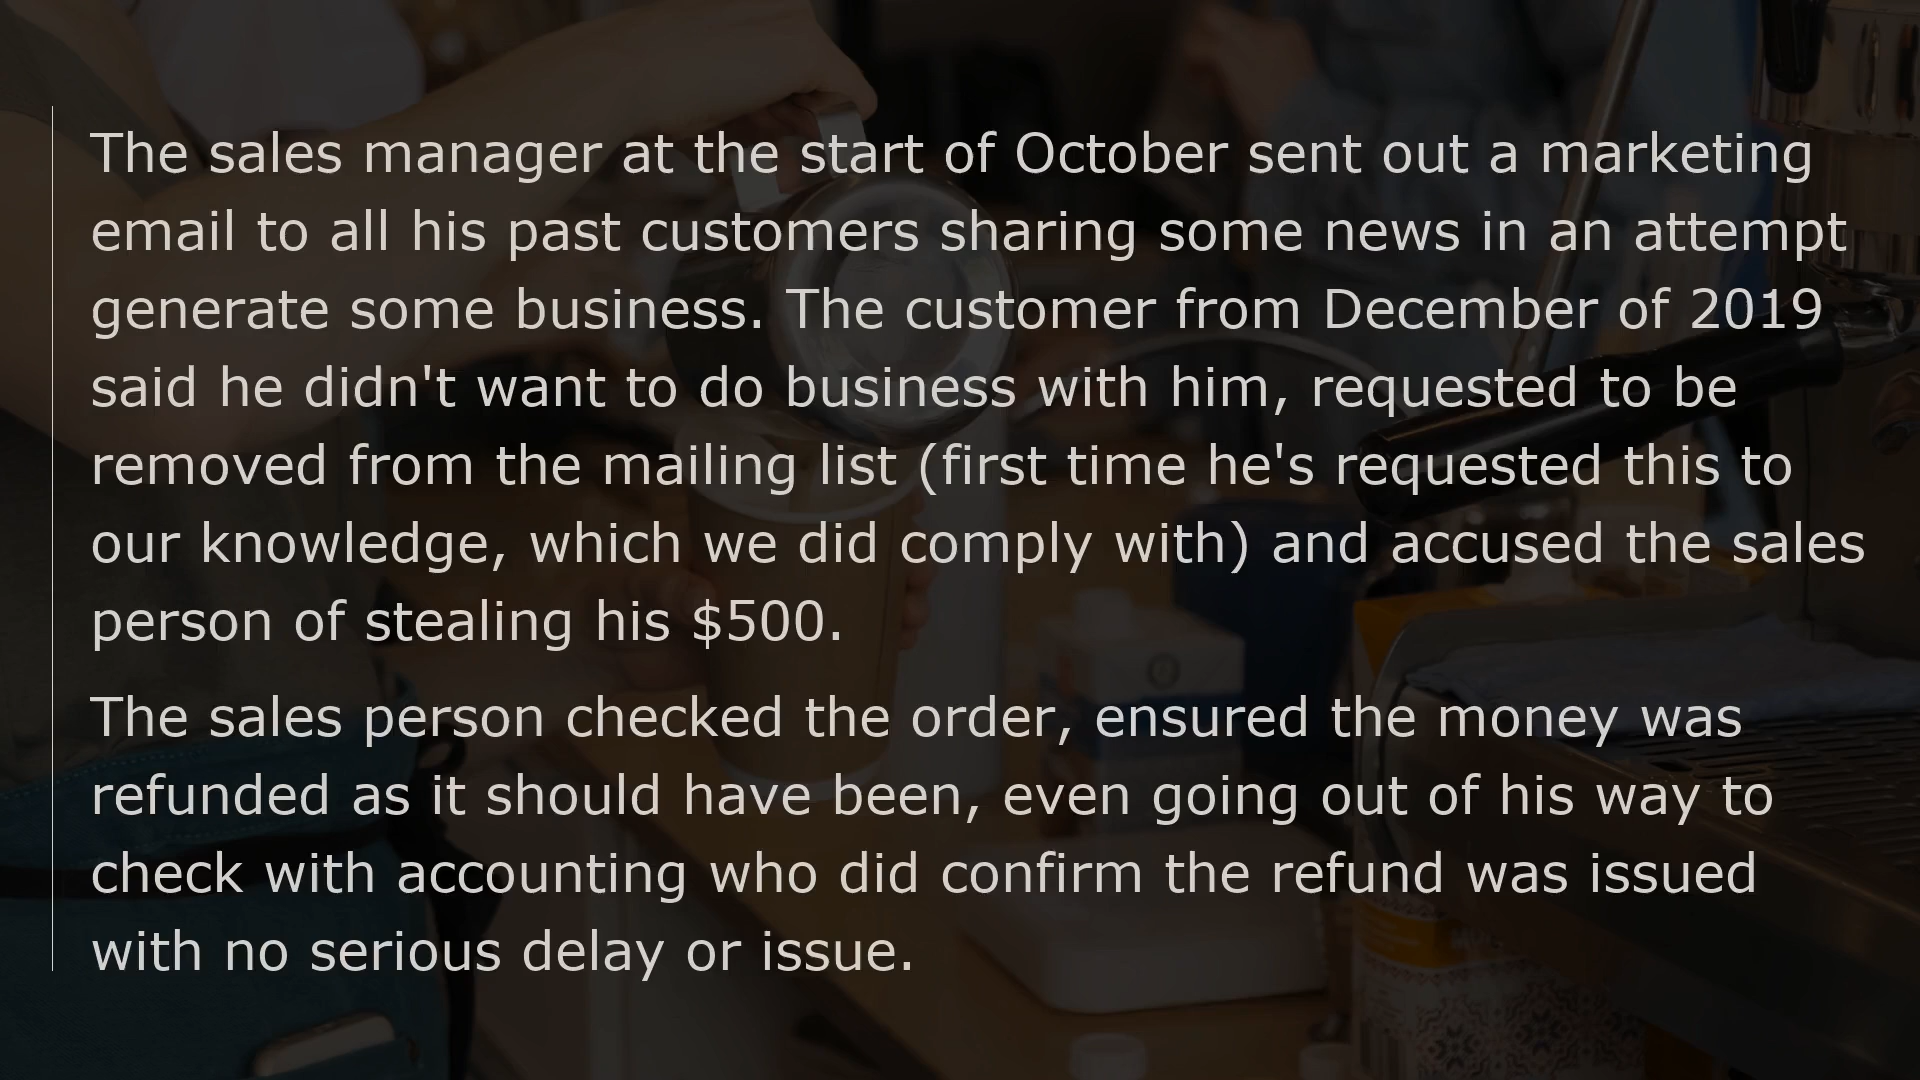 The sales manager at the start of October sent out a marketing
email to all his past customers sharing some news in an attempt
generate some business. The customer from December of 2019
said he didn't want to do business with him, requested to be
removed from the mailing list (first time he's requested this to
our knowledge, which we did comply with) and accused the sales
person of stealing his $500.
The sales person checked the order, ensured the money was
refunded as it should have been, even going out of his way to
check with accounting who did confirm the refund was issued
with no serious delay or issue.